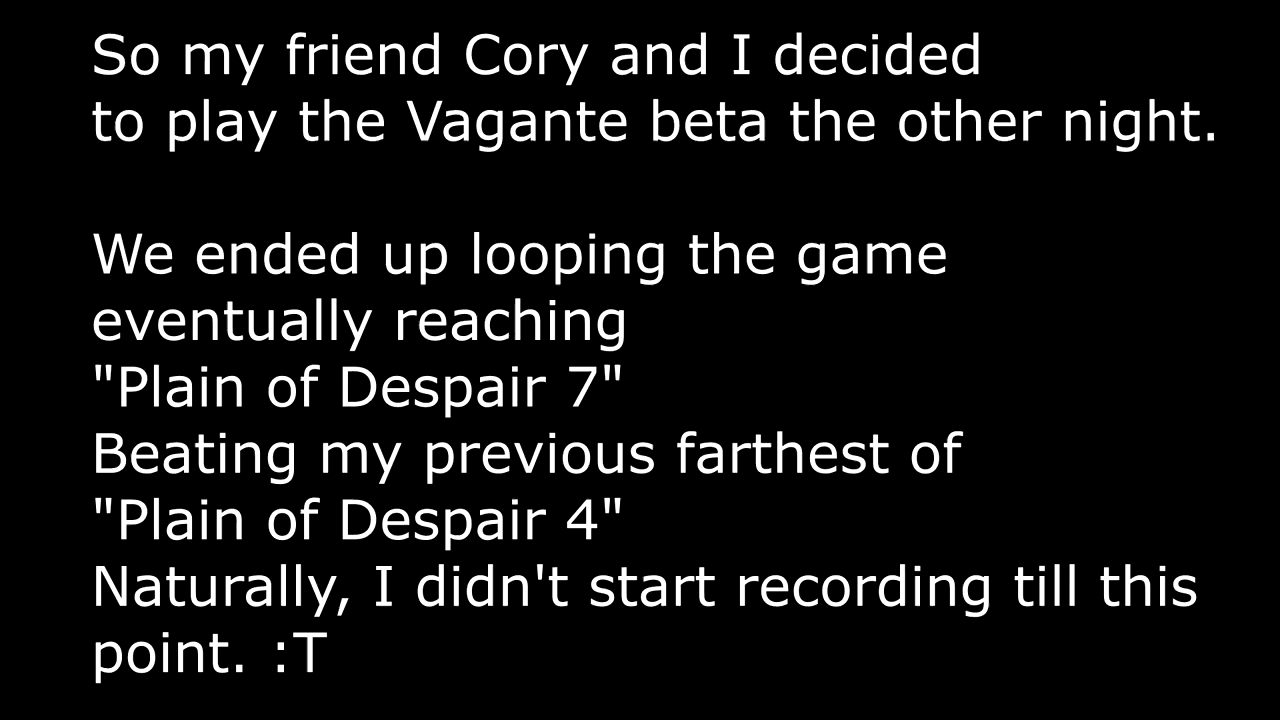 So my friend Cory and I decided
to play the Vagante beta the other night.
We ended up looping the game
eventually reaching
"Plain of Despair 7"
Beating my previous farthest of
"Plain of Despair 4"
Naturally, I didn't start recording till this
point. :T